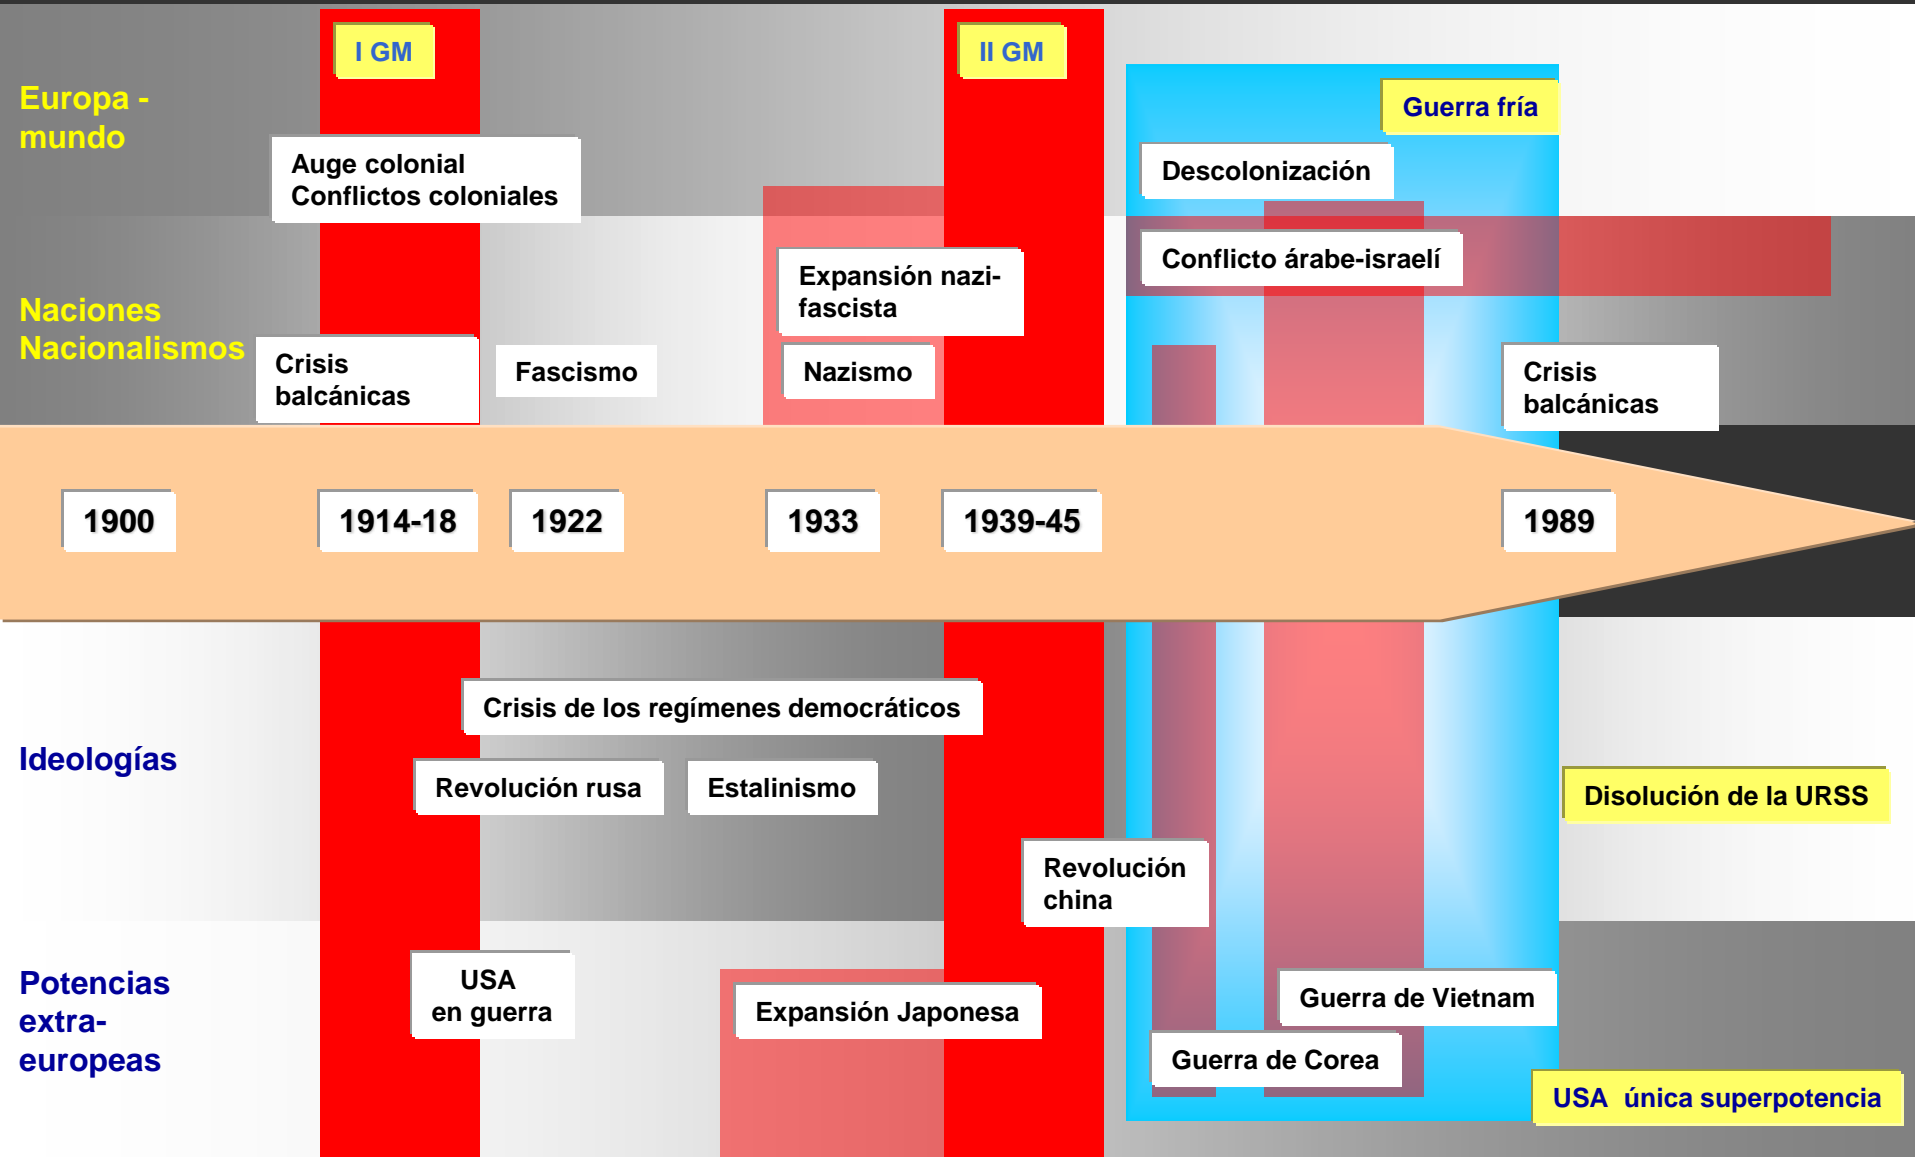 I GM
II GM
Europa -
mundo
Guerra fría
Auge colonial
Conflictos coloniales
Descolonización
Naciones
Nacionalismos
Expansión nazi-
fascista
Conflicto árabe-israelí
Crisis
balcánicas
Fascismo
Nazismo
Crisis
balcánicas
1900
1914-18
1922
1933
1939-45
1989
Ideologías
Crisis de los regímenes democráticos
Revolución rusa
Estalinismo
Disolución de la URSS
Revolución
china
Potencias
extra-
europeas
USA
en guerra
Expansión Japonesa
Guerra de Vietnam
Guerra de Corea
USA única superpotencia